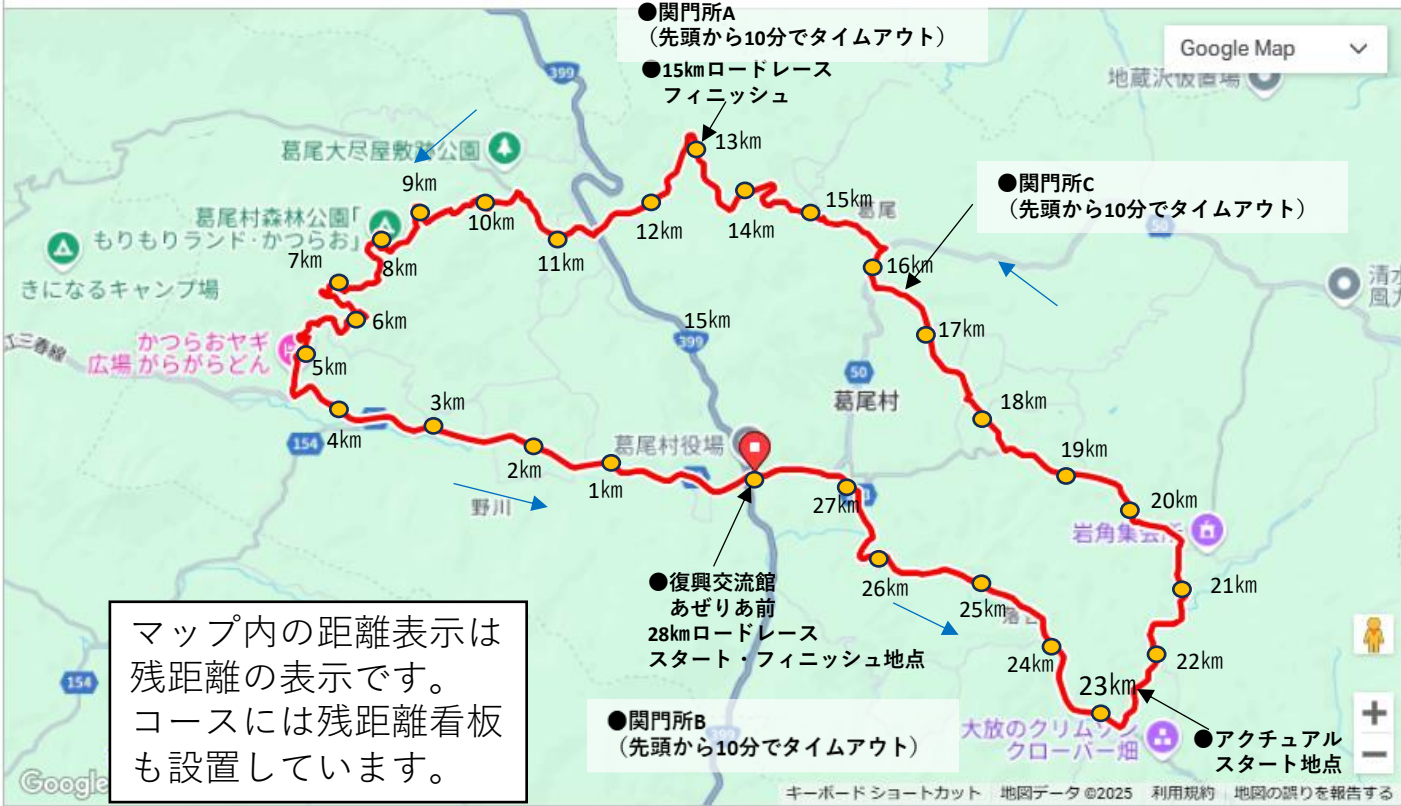 ●関門所A
（先頭から10分でタイムアウト）
●15㎞ロードレース
フィニッシュ
Google Map
地蔵沢仮置場
399
葛尾大尽屋敷跡公園
13㎞
9㎞
10㎞
12㎞
14㎞
15㎞
葛尾
●関門所C
（先頭から10分でタイムアウト）
50
葛尾村森林公園「
もりもりランド・かつらお」
7㎞
8㎞
11㎞
16㎞
きになるキャンプ場
清水
風力
6㎞
15㎞
399
17㎞
江三春線
かつらおヤギ
広場 がらがらどん
5㎞
50
葛尾村
3㎞
18㎞
154
4㎞
2㎞
1㎞
葛尾村役場
19㎞
27㎞
20㎞
野川
岩角集会所
26㎞
25㎞
落合
21㎞
●復興交流館
あぜりあ前
28㎞ロードレース
スタート・フィニッシュ地点
24㎞
22㎞
23㎞
マップ内の距離表示は
残距離の表示です。
コースには残距離看板
も設置しています。
154
●関門所B
（先頭から10分でタイムアウト）
399
大放のクリムゾン
クローバー畑
●アクチュアル
スタート地点
Google
キーボード ショートカット 地図データ ©2025 利用規約 地図の誤りを報告する